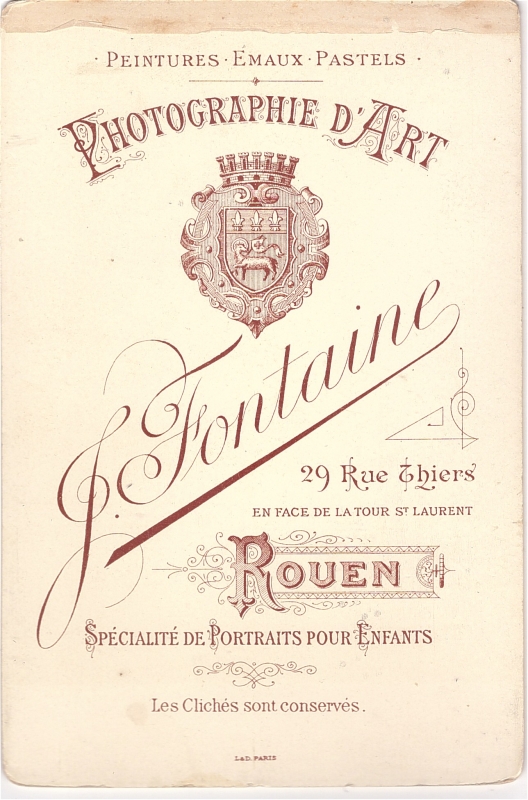 · PEINTURES · EMAUX · PASTELS ·
PHOTOGRAPHIE D'ART
J. Fontaine
29 Rue Thiers
EN FACE DE LA TOUR ST LAURENT
ROUEN
SPÉCIALITÉ DE PORTRAITS POUR ENFANTS
Les Clichés sont conservés.
L&D. PARIS